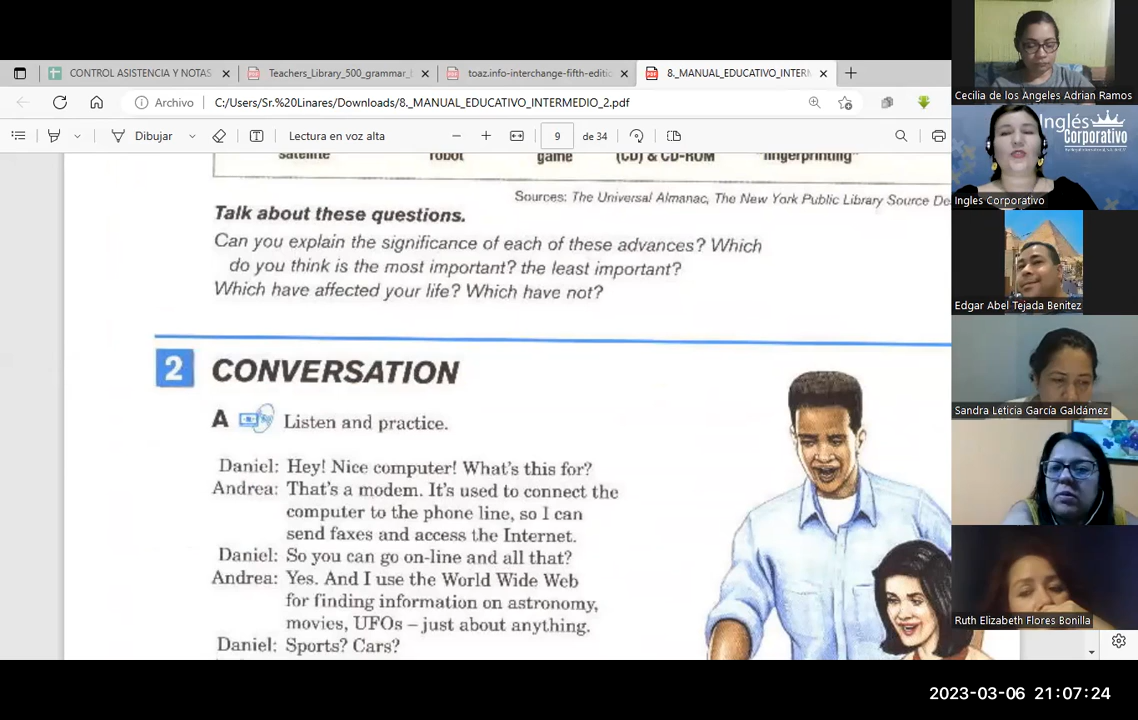 CONTROL ASISTENCIA Y NOTAS
Teachers_Library_500_grammar_
toaz.info-interchange-fifth-editi
8._MANUAL_EDUCATIVO_INTERM
Archivo
C:/Users/Sr.%20Linares/Downloads/8._MANUAL_EDUCATIVO_INTERMEDIO_2.pdf
Dibujar
Lectura en voz alta
9
de 34
satellite robot game (CD) & CD-ROM fingerprinting
Sources: The Universal Almanac, The New York Public Library Source De
Talk about these questions.
Can you explain the significance of each of these advances? Which
do you think is the most important? the least important?
Which have affected your life? Which have not?
2 CONVERSATION
A Listen and practice.
Daniel: Hey! Nice computer! What's this for?
Andrea: That's a modem. It's used to connect the
computer to the phone line, so I can
send faxes and access the Internet.
Daniel: So you can go on-line and all that?
Andrea: Yes. And I use the World Wide Web
for finding information on astronomy,
movies, UFOs – just about anything.
Daniel: Sports? Cars?
Cecilia de los Angeles Adrian Ramos
Inglés
Corporativo
Ingles Corporativo
Edgar Abel Tejada Benitez
Sandra Leticia García Galdámez
Ruth Elizabeth Flores Bonilla
2023-03-06 21:07:24